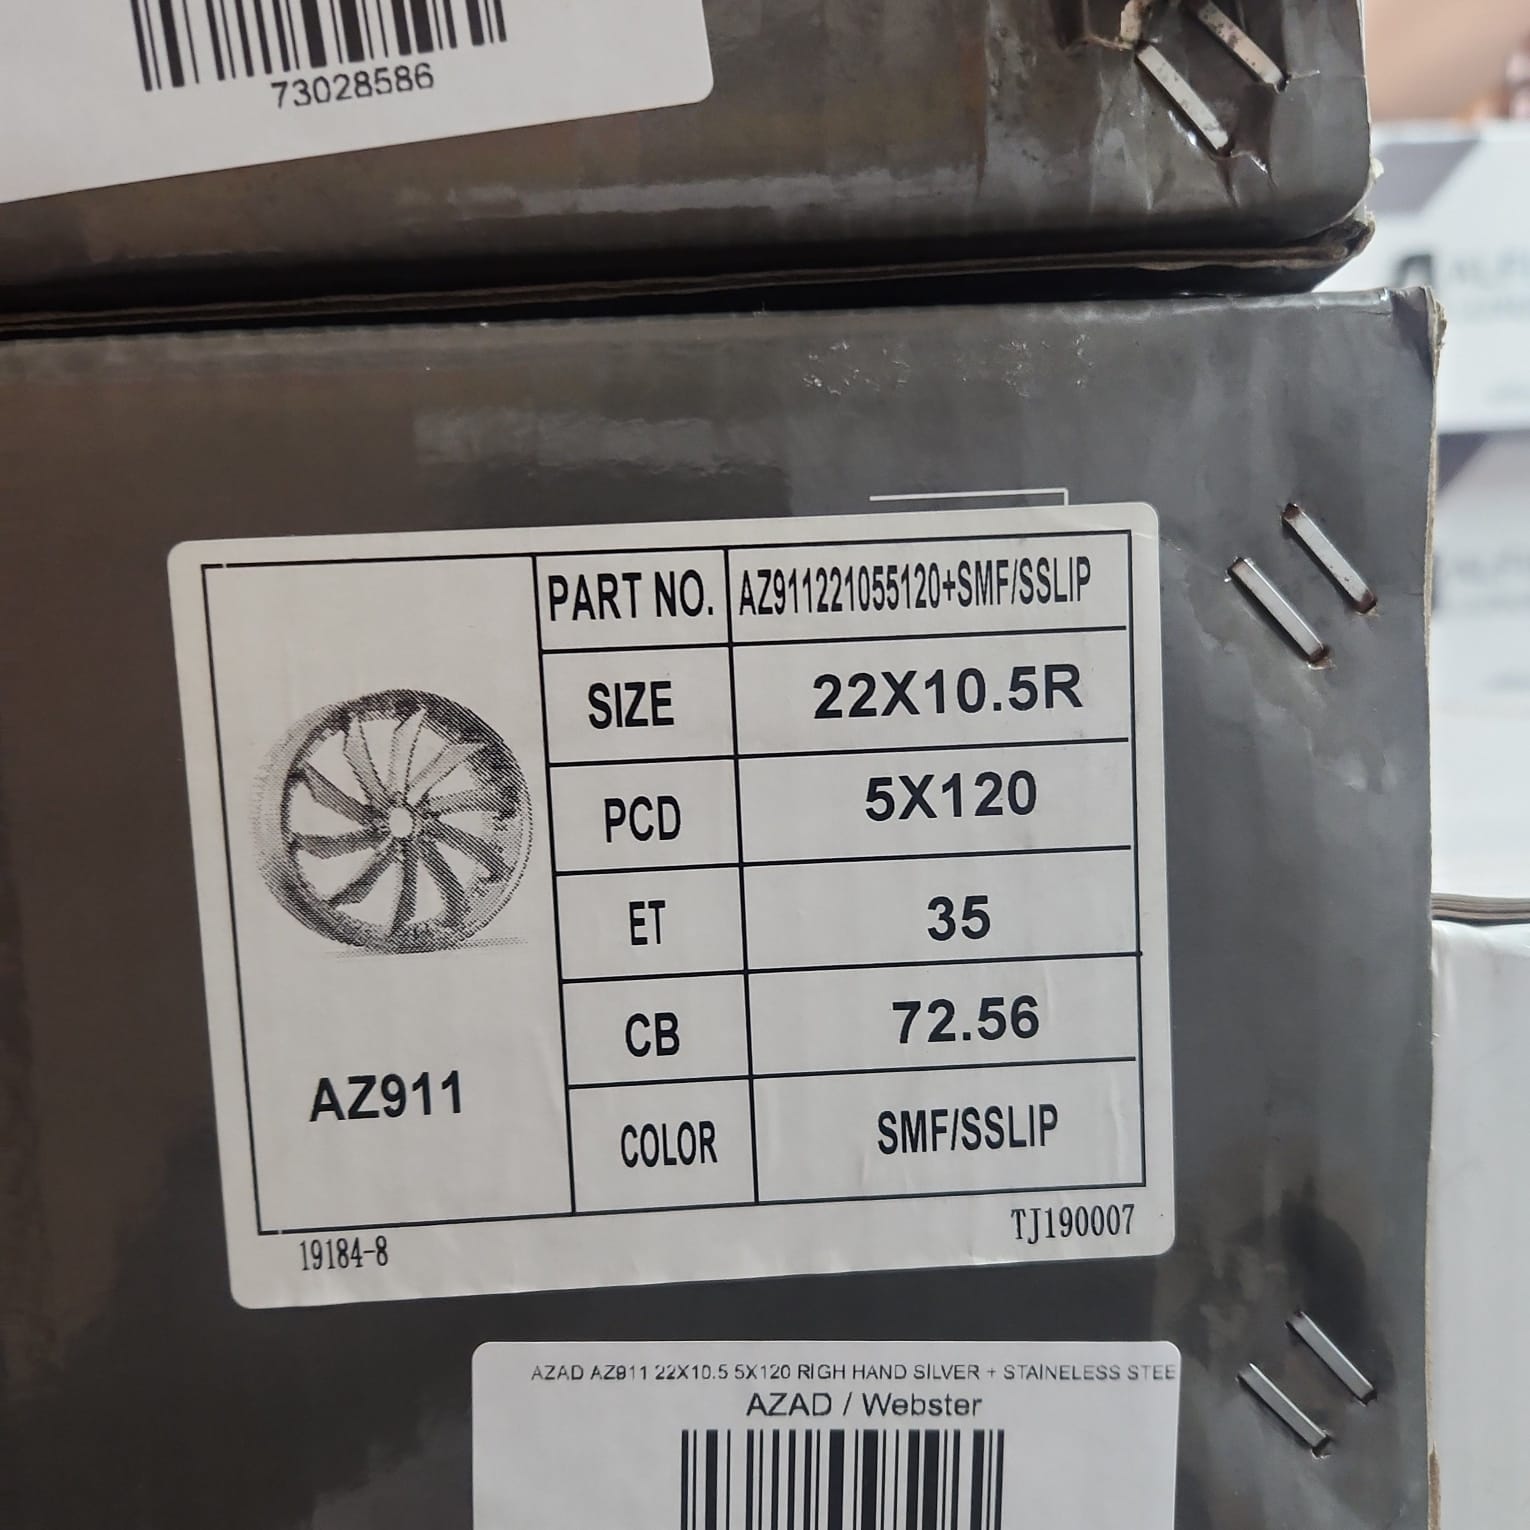 73028586
PART NO. AZ911221055120+SMF/SSLIP
SIZE 22X10.5R
PCD 5X120
ET 35
CB 72.56
COLOR SMF/SSLIP
AZ911
19184-8
TJ190007
AZAD AZ911 22X10.5 5X120 RIGH HAND SILVER + STAINELESS STEE
AZAD / Webster